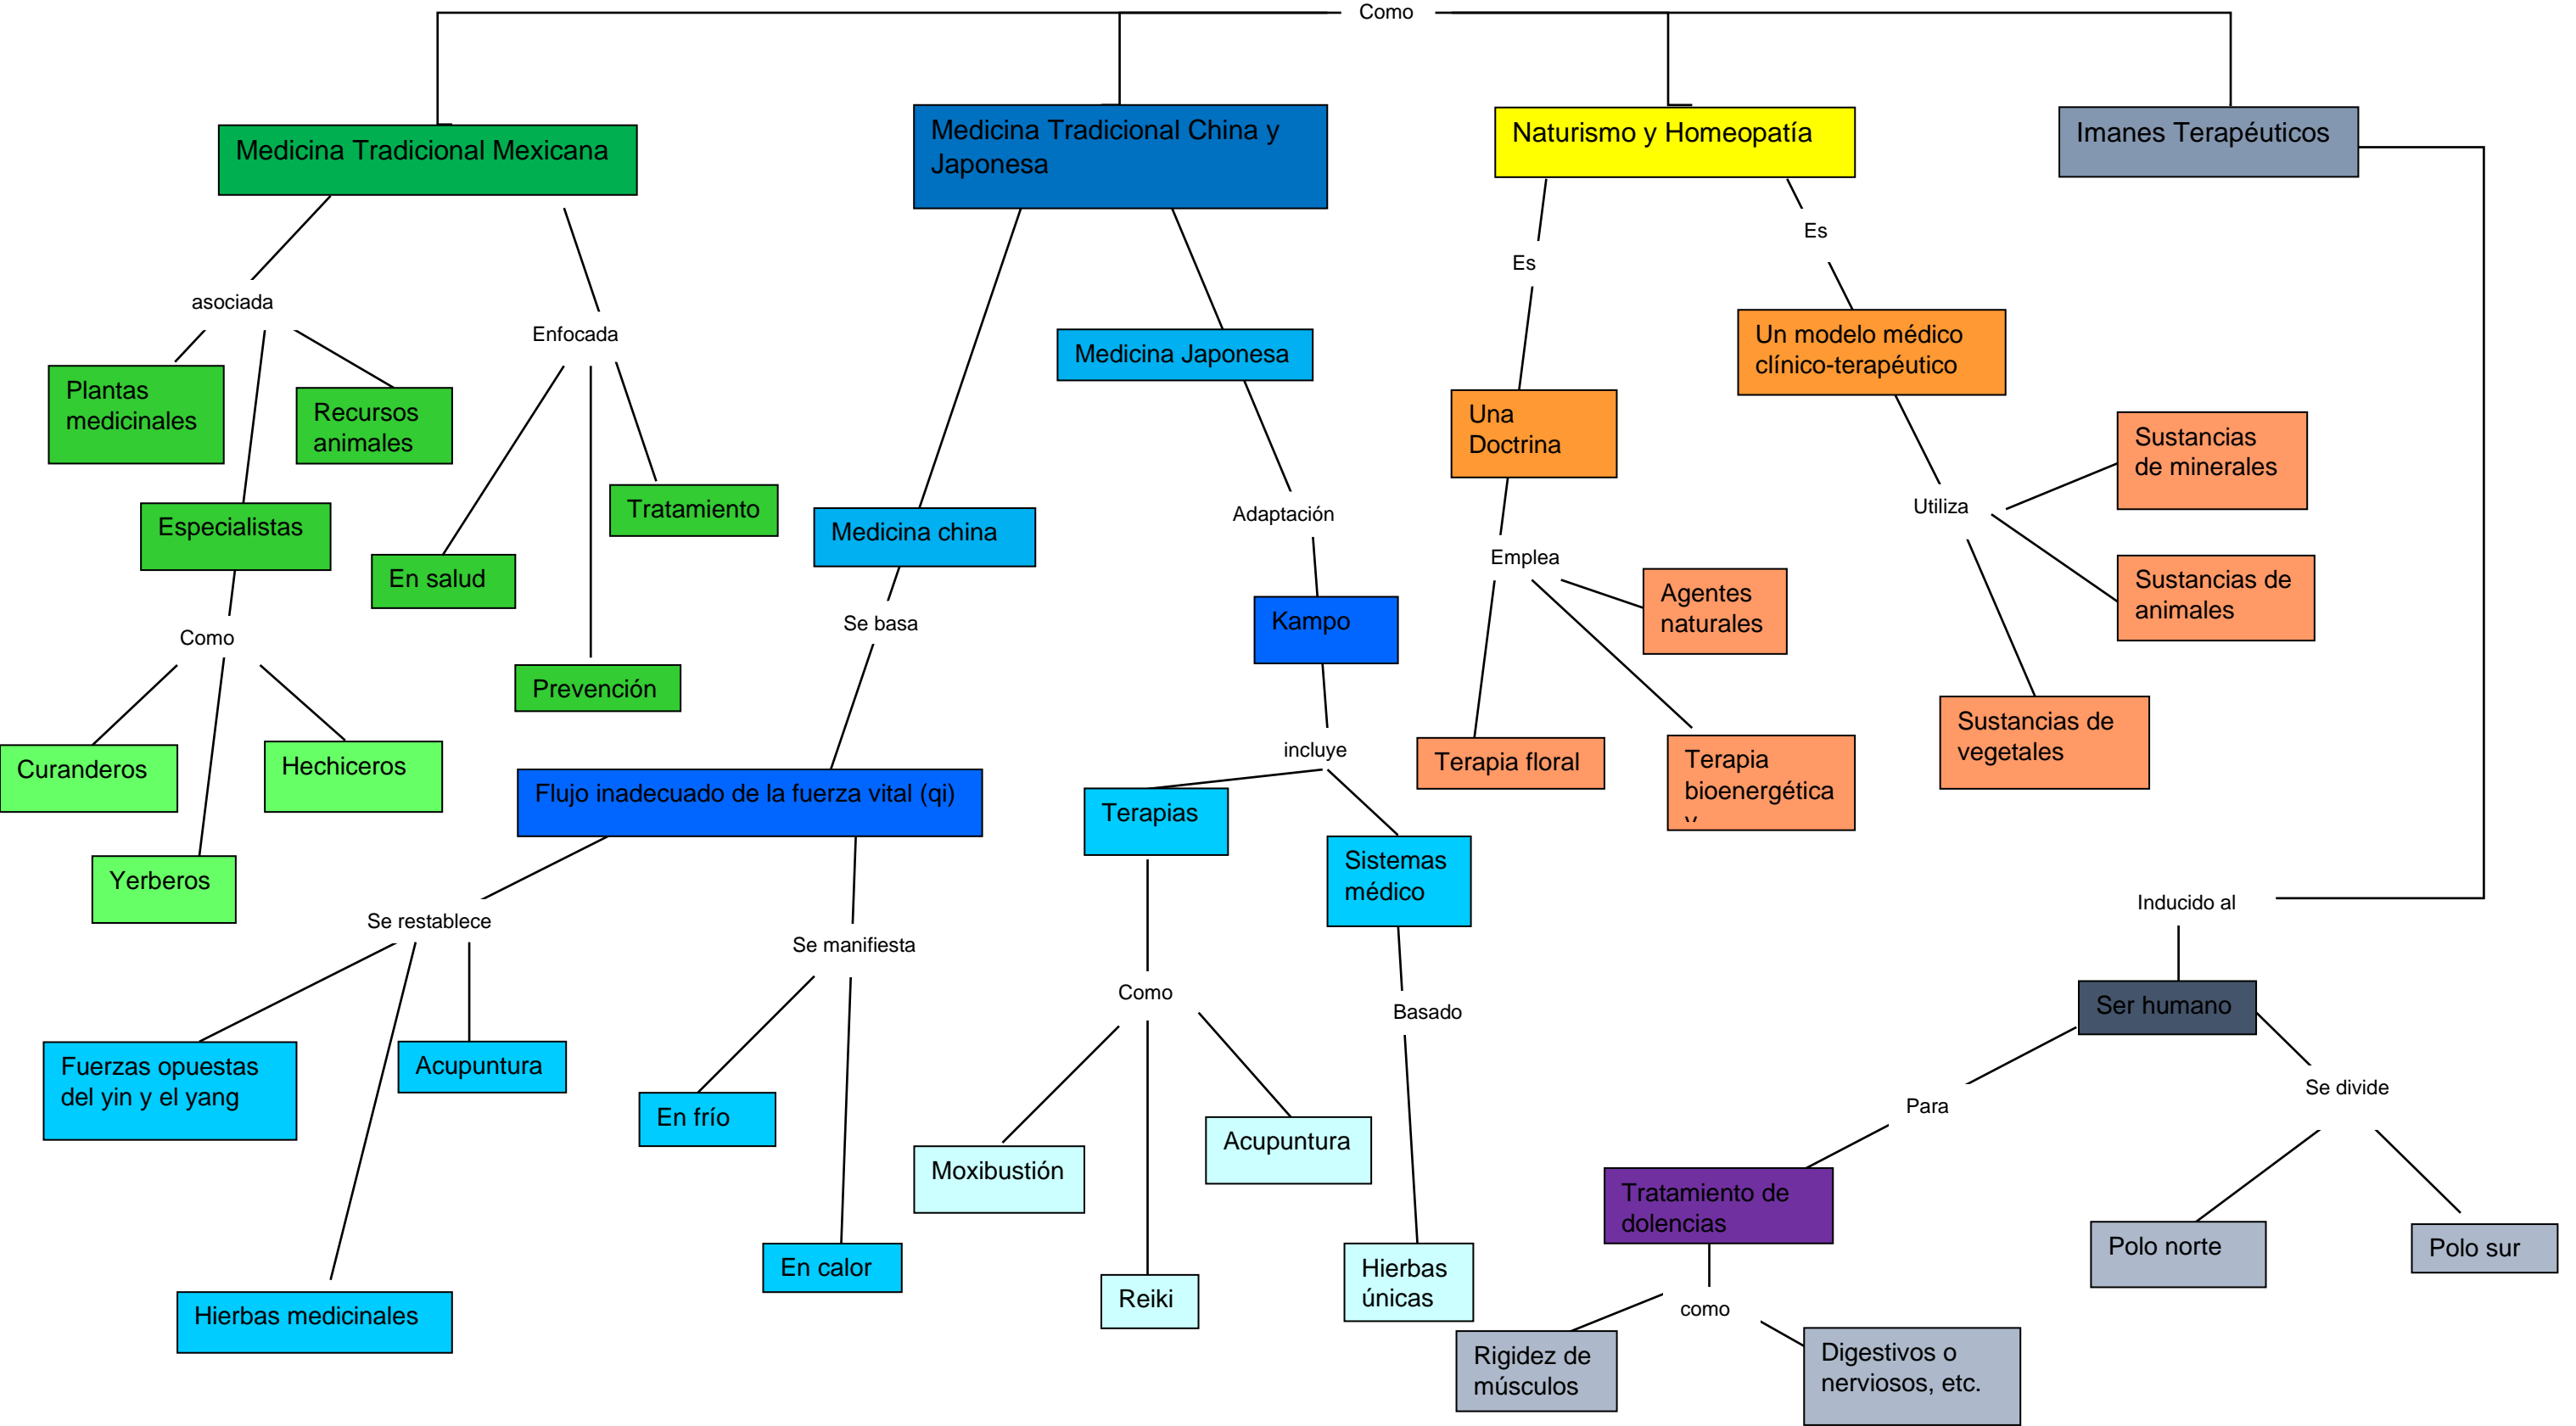 Como
Medicina Tradicional Mexicana
Medicina Tradicional China y
Japonesa
Naturismo y Homeopatía
Imanes Terapéuticos
asociada
Enfocada
Plantas
medicinales
Recursos
animales
Especialistas
Tratamiento
En salud
Prevención
Como
Curanderos
Hechiceros
Yerberos
Medicina Japonesa
Medicina china
Adaptación
Se basa
Kampo
incluye
Flujo inadecuado de la fuerza vital (qi)
Terapias
Sistemas
médico
Se restablece
Se manifiesta
Como
Basado
Fuerzas opuestas
del yin y el yang
Acupuntura
Hierbas medicinales
En frío
En calor
Moxibustión
Acupuntura
Reiki
Hierbas
únicas
Es
Es
Una
Doctrina
Un modelo médico
clínico-terapéutico
Emplea
Utiliza
Agentes
naturales
Terapia floral
Terapia
bioenergética
y
Sustancias
de minerales
Sustancias de
animales
Sustancias de
vegetales
Inducido al
Ser humano
Para
Se divide
Tratamiento de
dolencias
Polo norte
Polo sur
como
Rigidez de
músculos
Digestivos o
nerviosos, etc.